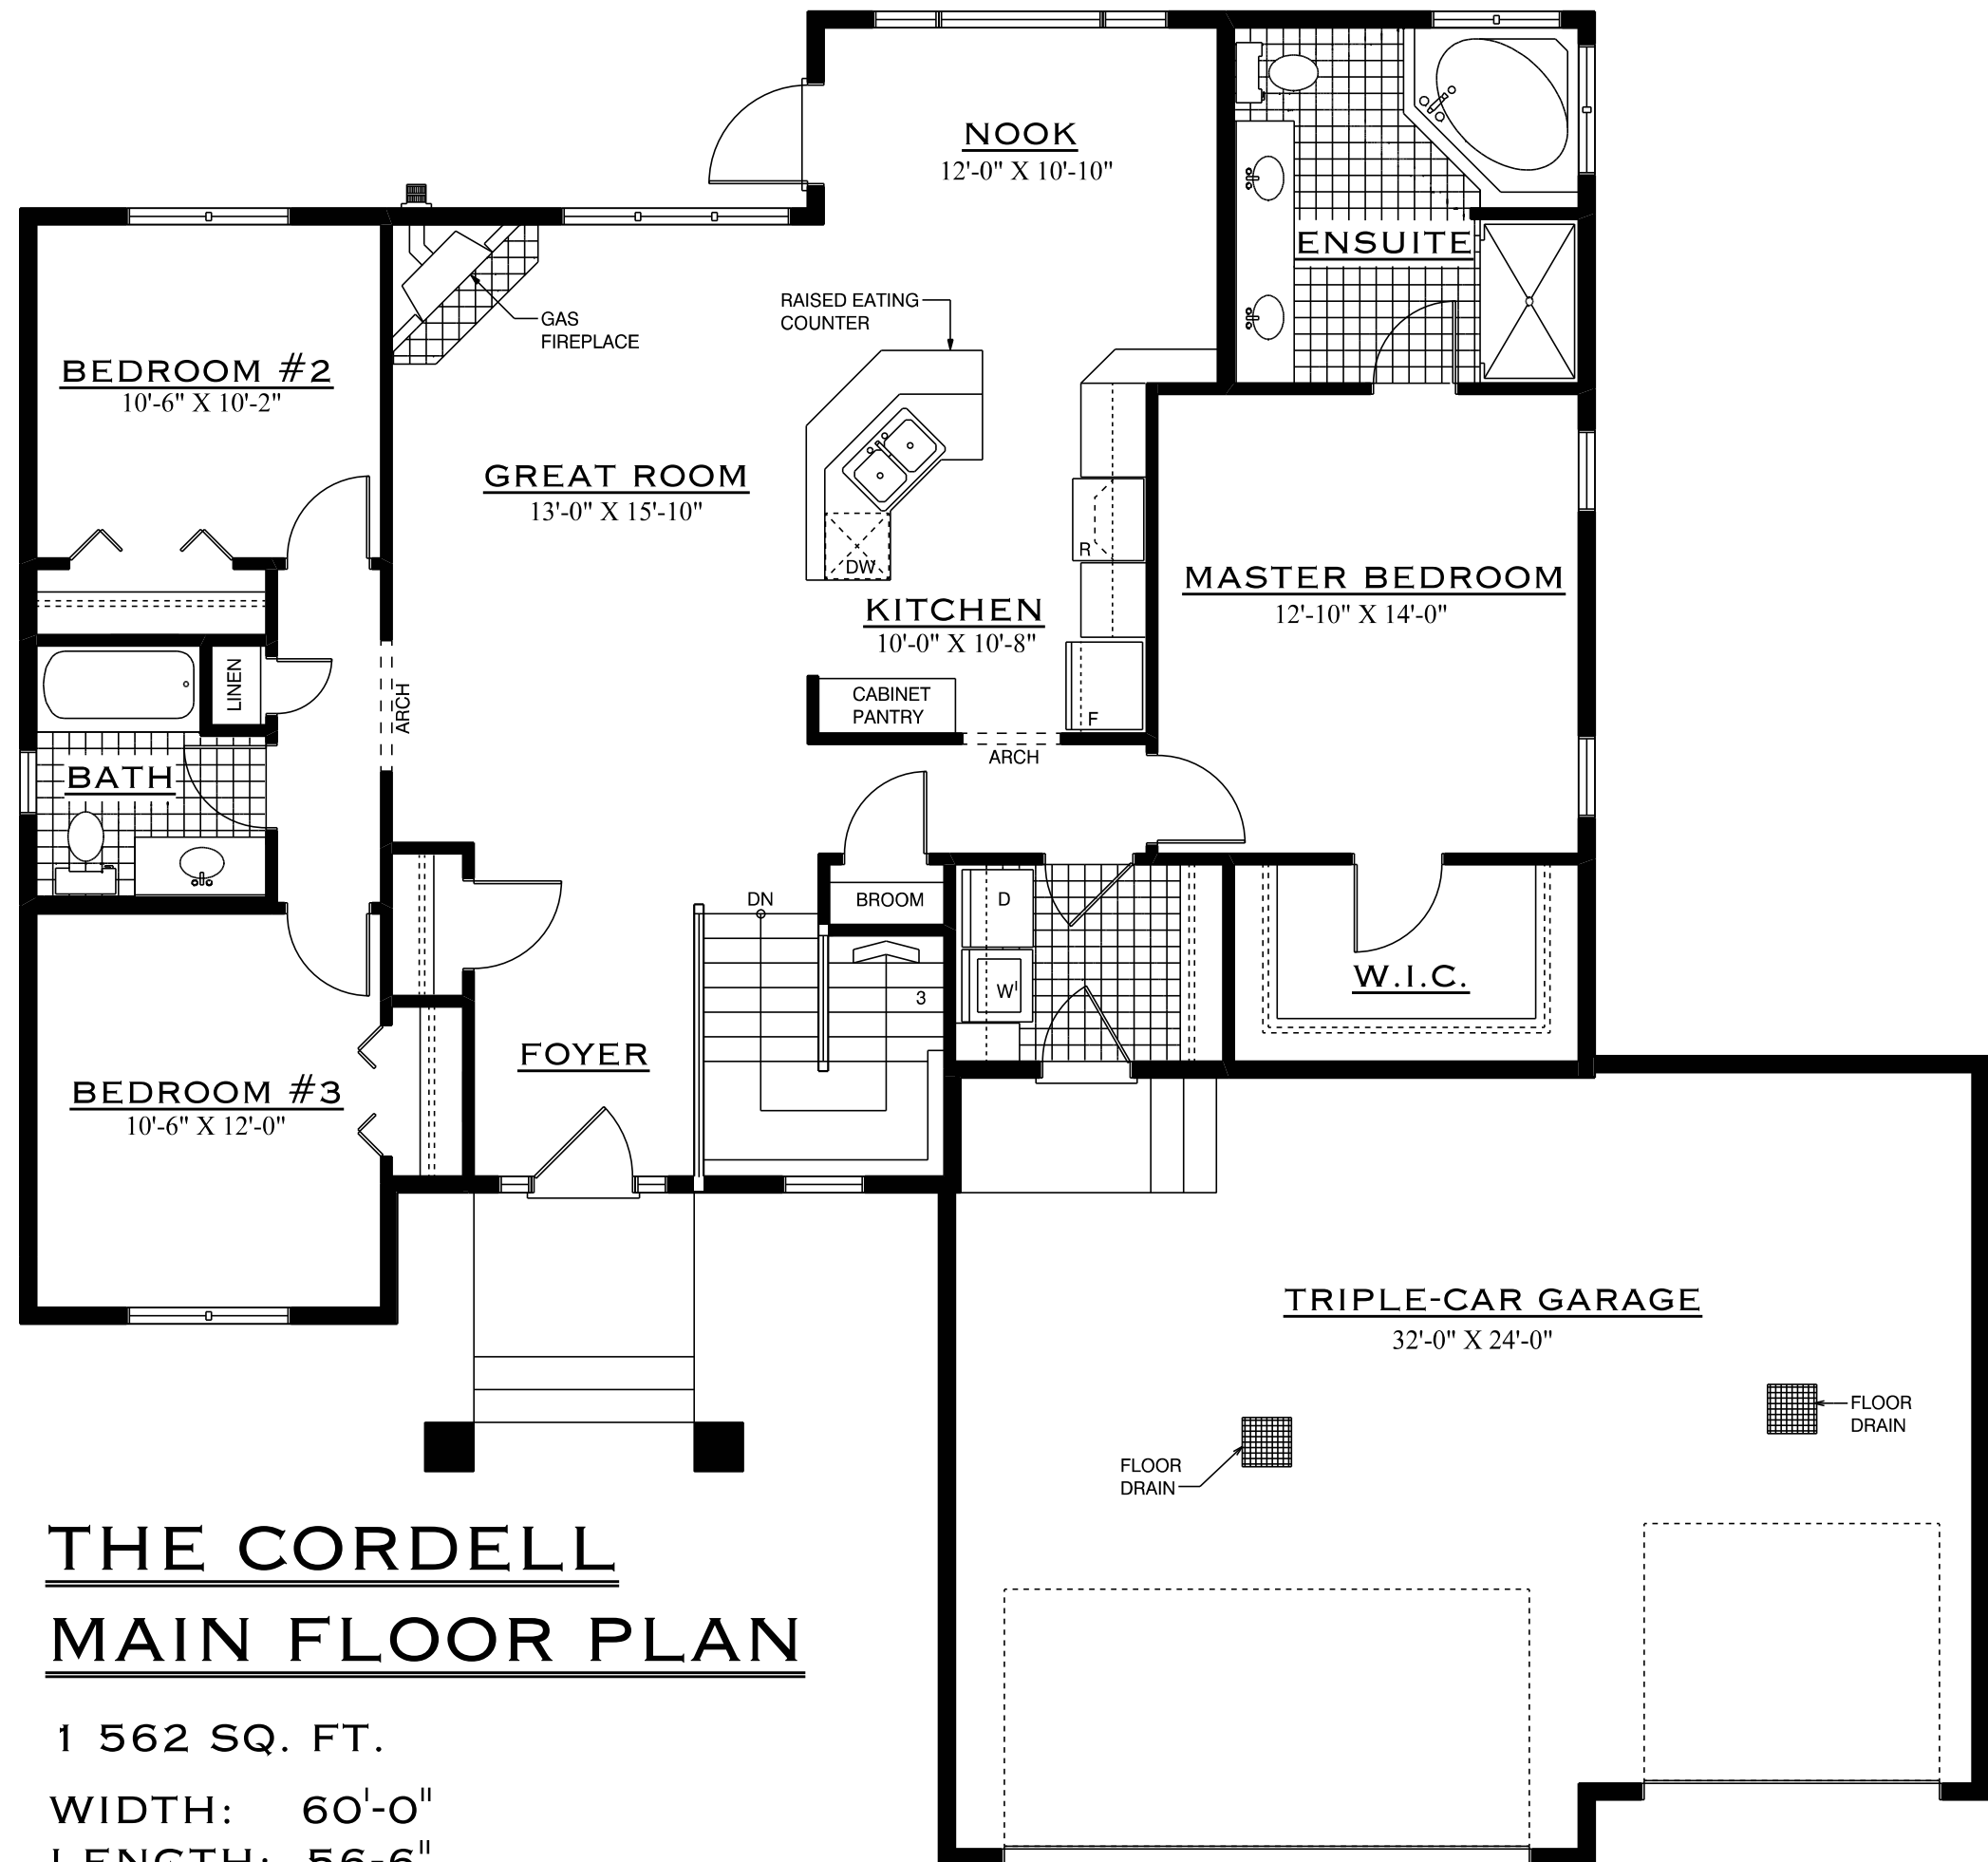 NOOK
12'-0" X 10'-10"
ENSUITE
GAS
FIREPLACE
RAISED EATING
COUNTER
BEDROOM #2
10'-6" X 10'-2"
GREAT ROOM
13'-0" X 15'-10"
R
DW
KITCHEN
10'-0" X 10'-8"
MASTER BEDROOM
12'-10" X 14'-0"
LINEN
ARCH
CABINET
PANTRY
F
ARCH
BATH
DN
BROOM
D
W
3
W.I.C.
FOYER
BEDROOM #3
10'-6" X 12'-0"
TRIPLE-CAR GARAGE
32'-0" X 24'-0"
FLOOR
DRAIN
FLOOR
DRAIN
THE CORDELL
MAIN FLOOR PLAN
1 562 SQ. FT.
WIDTH: 60'-0"
LENGTH: 56-6"